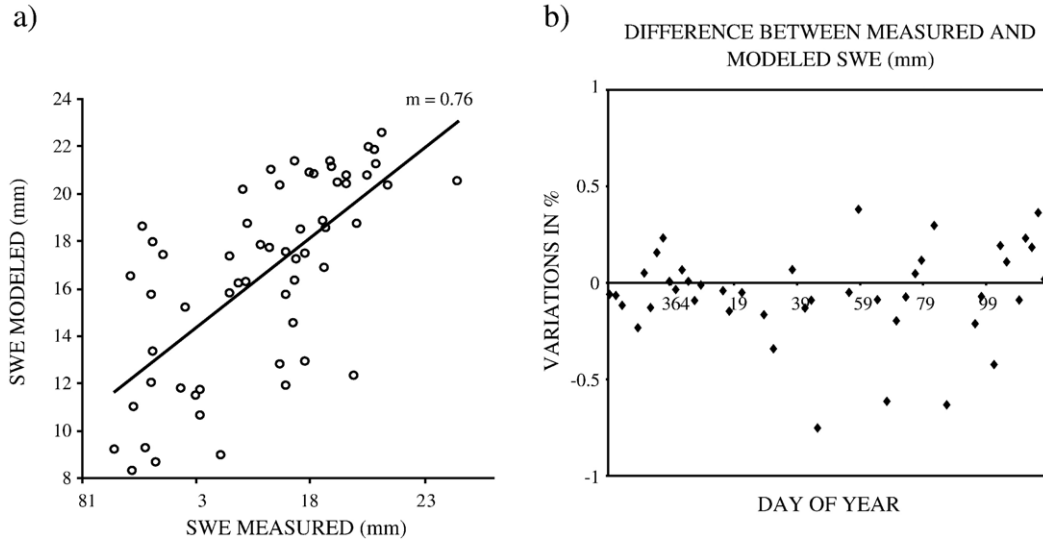 a)
m = 0.76
SWE MODELED (mm)
24
22
20
18
16
14
12
10
8
81 3 18 23
SWE MEASURED (mm)
b)
DIFFERENCE BETWEEN MEASURED AND
MODELED SWE (mm)
VARIATIONS IN %
1
0.5
0
-0.5
-1
364 19 39 59 79 99
DAY OF YEAR